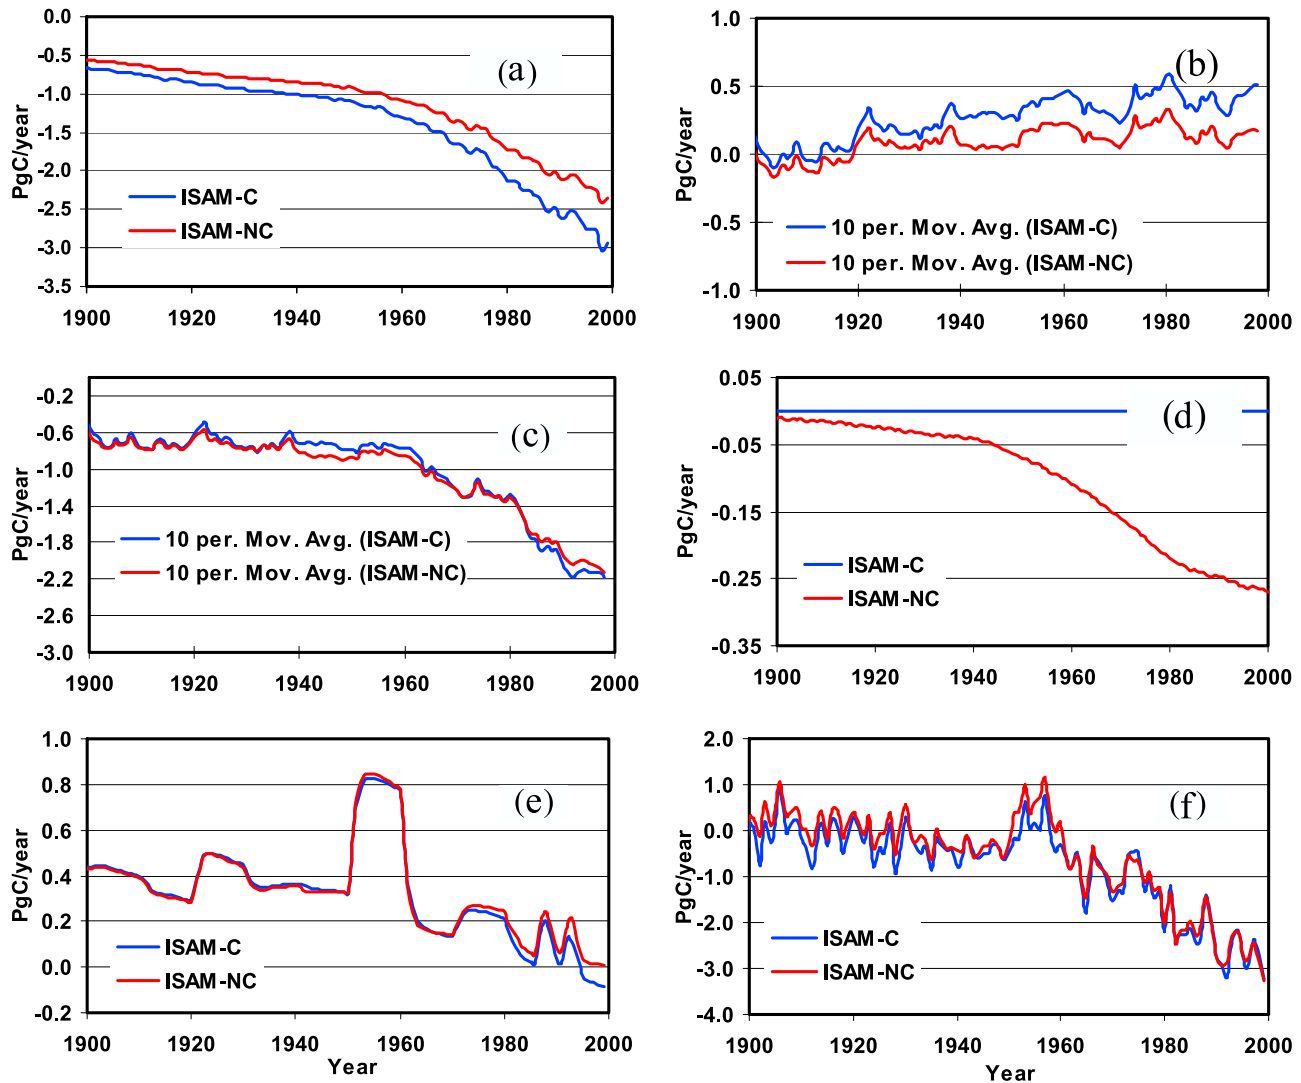 (a)
PgC/year
0.0
-0.5
-1.0
-1.5
-2.0
-2.5
-3.0
-3.5
ISAM-C
ISAM-NC
1900 1920 1940 1960 1980 2000
(b)
PgC/year
1.0
0.5
0.0
0.5
1.0
10 per. Mov. Avg. (ISAM-C)
10 per. Mov. Avg. (ISAM-NC)
1900 1920 1940 1960 1980 2000
(c)
PgC/year
-0.2
-0.6
-1.0
-1.4
-1.8
-2.2
-2.6
-3.0
10 per. Mov. Avg. (ISAM-C)
10 per. Mov. Avg. (ISAM-NC)
1900 1920 1940 1960 1980 2000
(d)
PgC/year
0.05
-0.05
-0.15
-0.25
-0.35
ISAM-C
ISAM-NC
1900 1920 1940 1960 1980 2000
(e)
PgC/year
1.0
0.8
0.6
0.4
0.2
0.0
-0.2
ISAM-C
ISAM-NC
1900 1920 1940 1960 1980 2000
Year
(f)
PgC/year
2.0
1.0
0.0
-1.0
-2.0
-3.0
-4.0
ISAM-C
ISAM-NC
1900 1920 1940 1960 1980 2000
Year